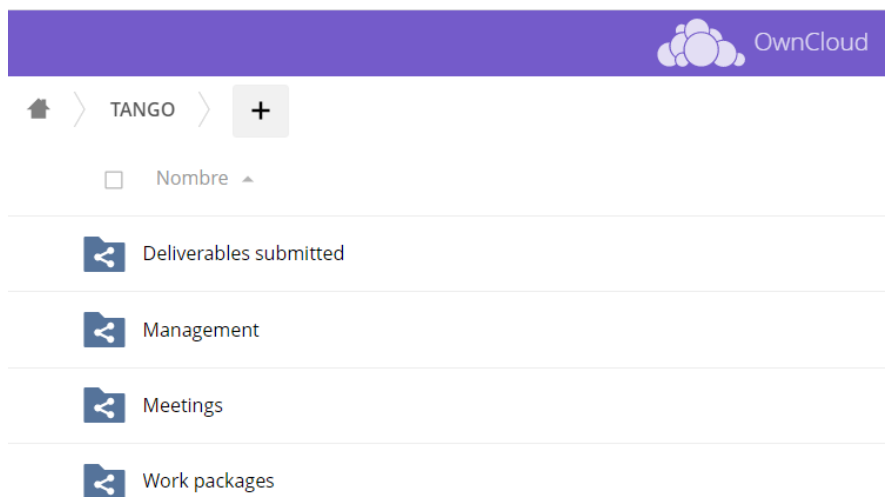 OwnCloud
TANGO +
Nombre
Deliverables submitted
Management
Meetings
Work packages